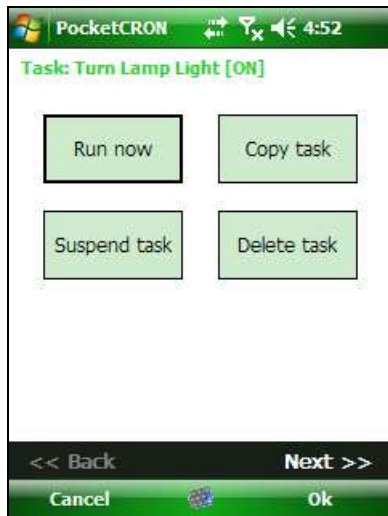 PocketCRON 4:52
Task: Turn Lamp Light [ON]
Run now Copy task
Suspend task Delete task
<< Back Next >>
Cancel Ok